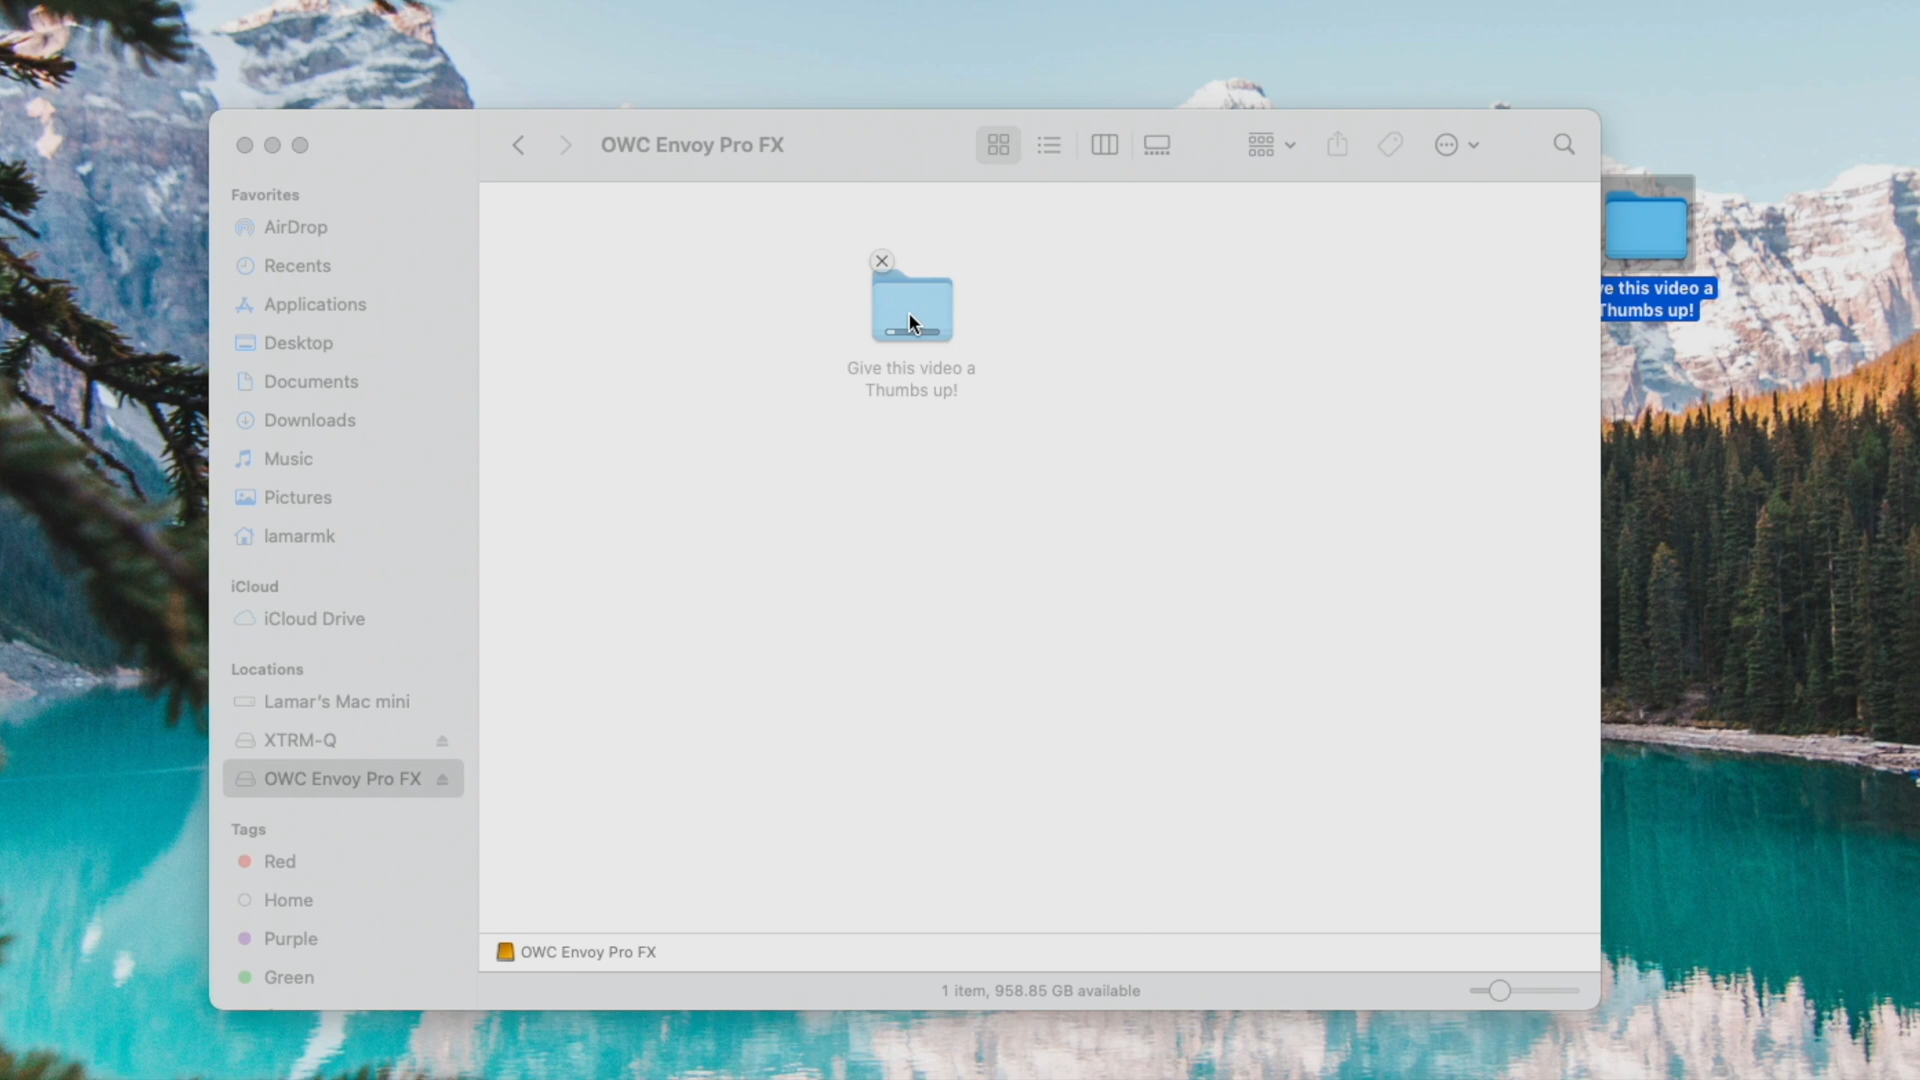 OWC Envoy Pro FX
Favorites
AirDrop
Recents
Applications
Desktop
Documents
Downloads
Music
Pictures
lamarmk
iCloud
iCloud Drive
Locations
Lamar's Mac mini
XTRM-Q
OWC Envoy Pro FX
Tags
Red
Home
Purple
Green
Give this video a
Thumbs up!
ve this video a
Thumbs up!
OWC Envoy Pro FX
1 item, 958.85 GB available